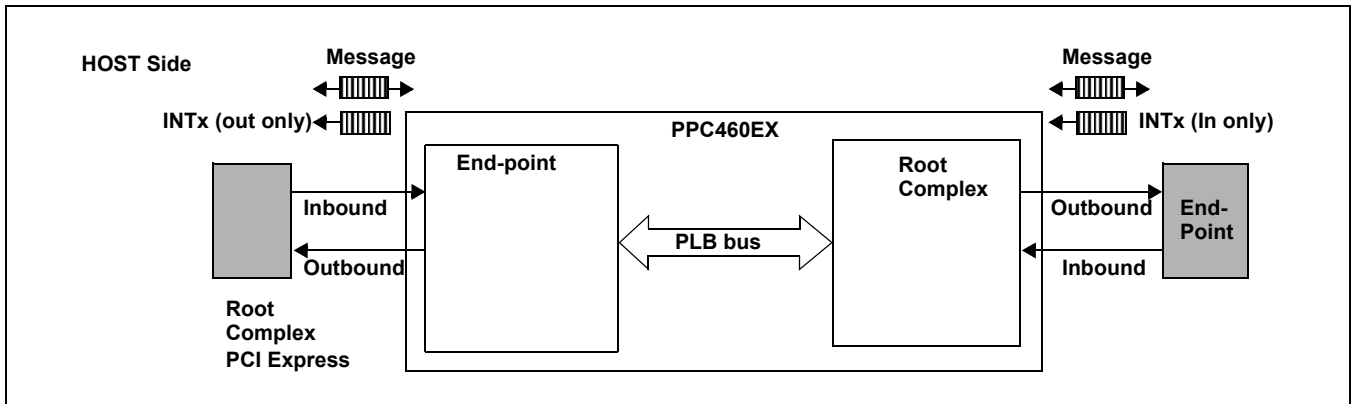 HOST Side
Message
Message
INTx (out only)
INTx (In only)
PPC460EX
End-point
Root
Complex
Inbound
Outbound
End-
Point
PLB bus
Outbound
Inbound
Root
Complex
PCI Express